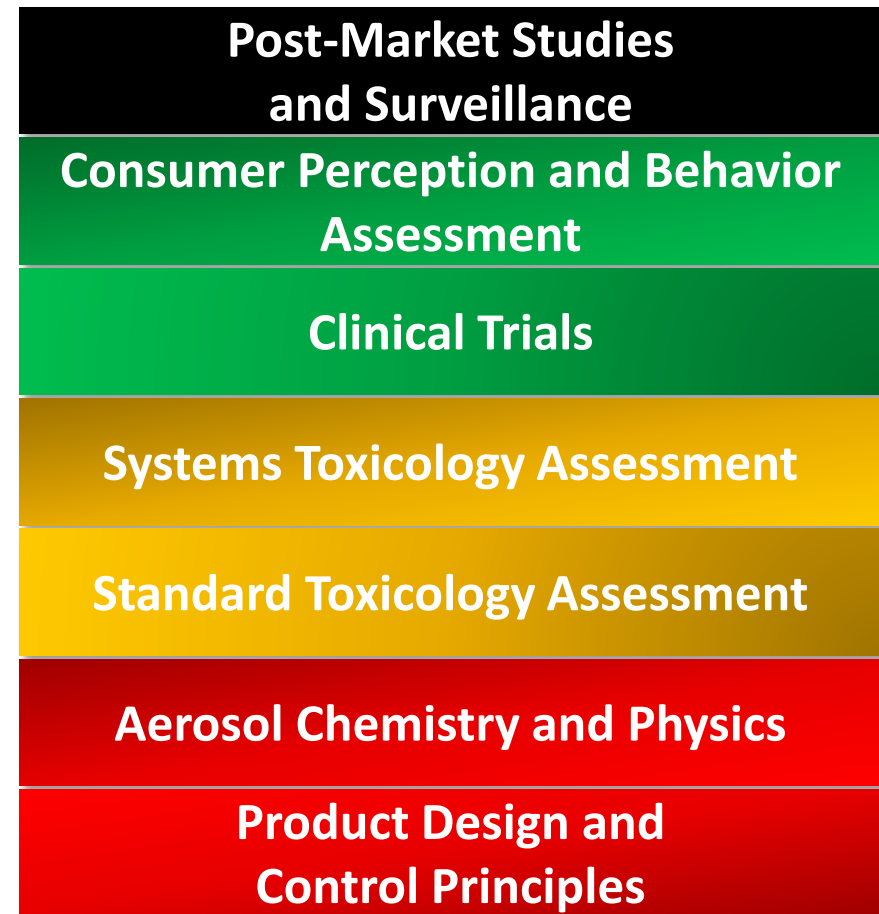 Post-Market Studies
and Surveillance
Consumer Perception and Behavior
Assessment
Clinical Trials
Systems Toxicology Assessment
Standard Toxicology Assessment
Aerosol Chemistry and Physics
Product Design and
Control Principles